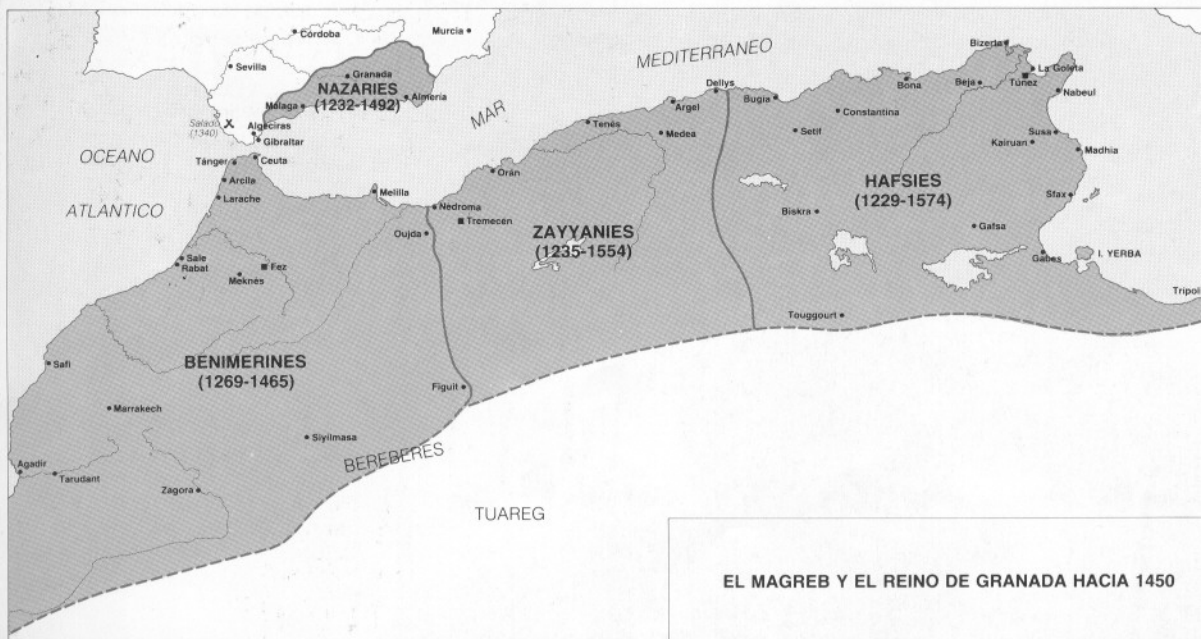 Córdoba
Murcia
Sevilla
Granada
NAZARIES
(1232-1492)
Málaga
Almería
Salado
(1340)
Algeciras
Gibraltar
MAR
MEDITERRANEO
OCEANO
ATLANTICO
Tánger
Ceuta
Arcila
Larache
Melilla
Nedroma
Tremecén
Oujda
Orán
Tenés
Argel
Medea
Dellys
Bugia
Setif
Constantina
Bona
Bizerta
Beja
La Goleta
Túnez
Nabeul
Susa
Kairuan
Madhia
Sfax
Biskra
Gafsa
Gabes
I. YERBA
Tripoli
Touggourt
HAFSIES
(1229-1574)
ZAYYANIES
(1235-1554)
Sale
Rabat
Meknés
Fez
BENIMERINES
(1269-1465)
Safi
Marrakech
Figuit
Siyilmasa
Agadir
Tarudant
Zagora
BEREBERES
TUAREG
EL MAGREB Y EL REINO DE GRANADA HACIA 1450